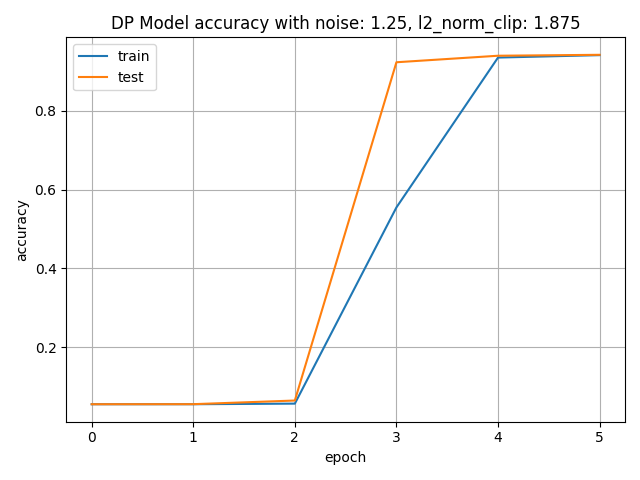 DP Model accuracy with noise: 1.25, l2_norm_clip: 1.875
train
test
accuracy
0.8
0.6
0.4
0.2
0 1 2 3 4 5
epoch